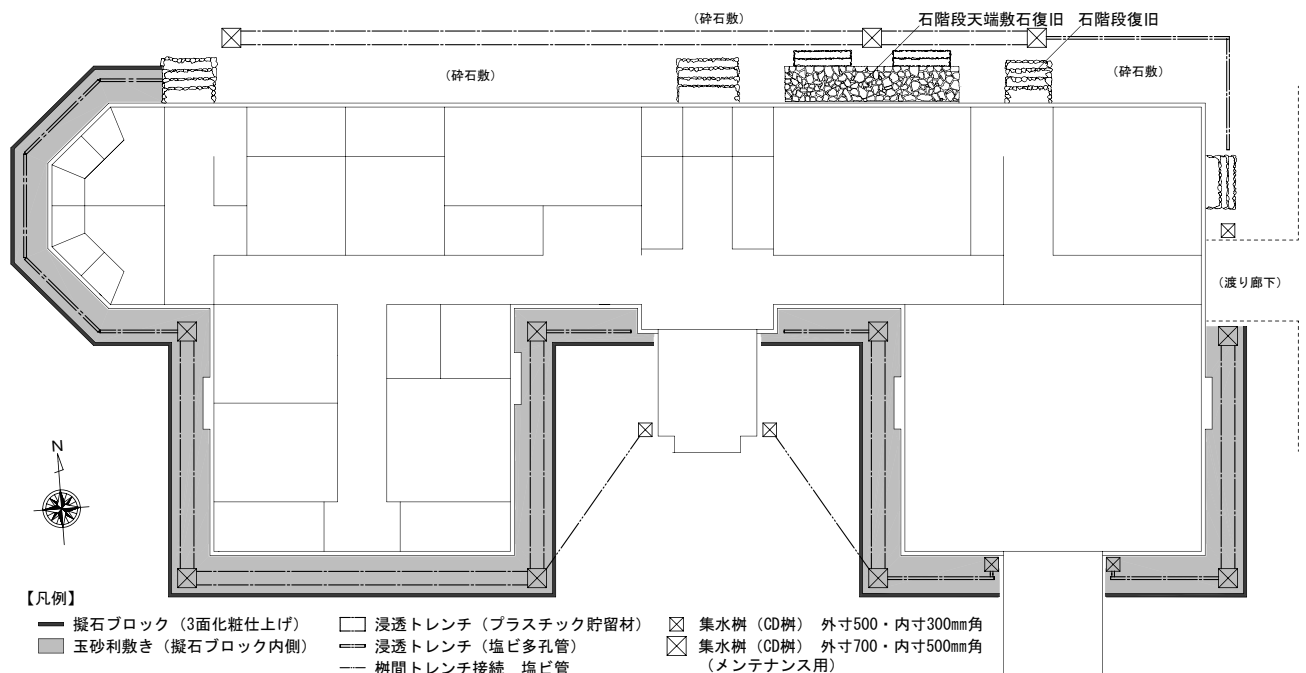 （砕石敷）
石階段天端敷石復旧
石階段復旧
（砕石敷）
（砕石敷）
（渡り廊下）
N
【凡例】
擬石ブロック（3面化粧仕上げ）
玉砂利敷き（擬石ブロック内側）
浸透トレンチ（プラスチック貯留材）
浸透トレンチ（塩ビ多孔管）
桝間トレンチ接続　塩ビ管
集水桝（CD桝）　外寸500・内寸300mm角
集水桝（CD桝）　外寸700・内寸500mm角
（メンテナンス用）